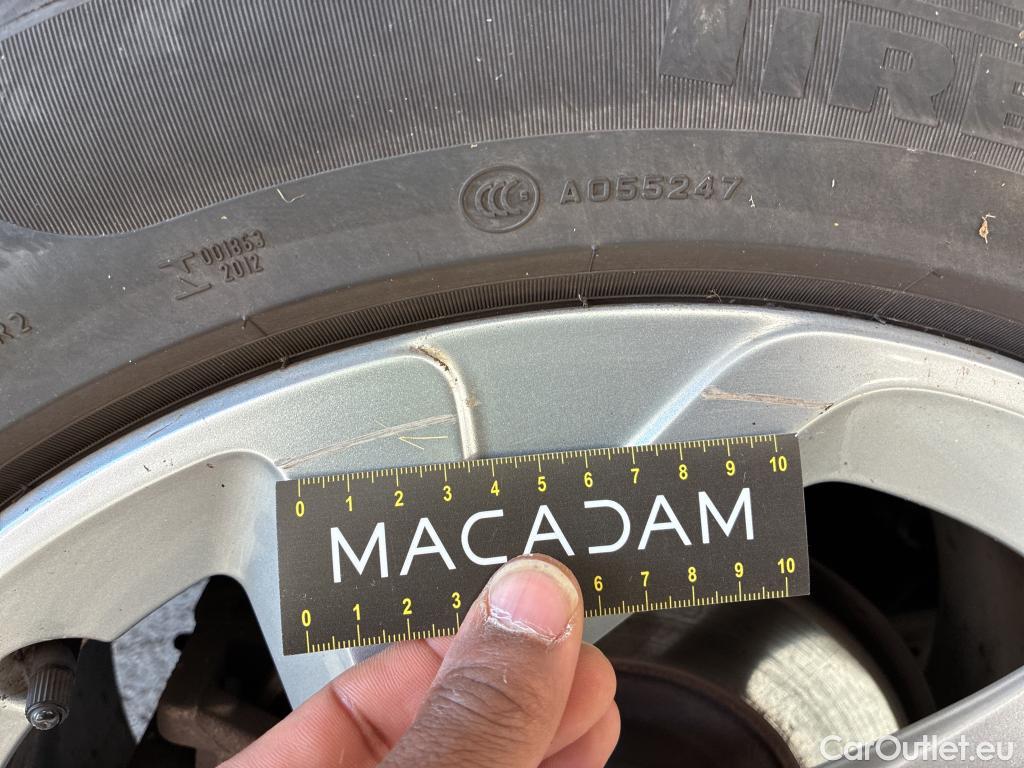 IRE
CCC S A055247
001363
2012
R2
0 1 2 3 4 5 6 7 8 9 10
MACADAM
0 1 2 3 6 7 8 9 10
CarOutlet.eu